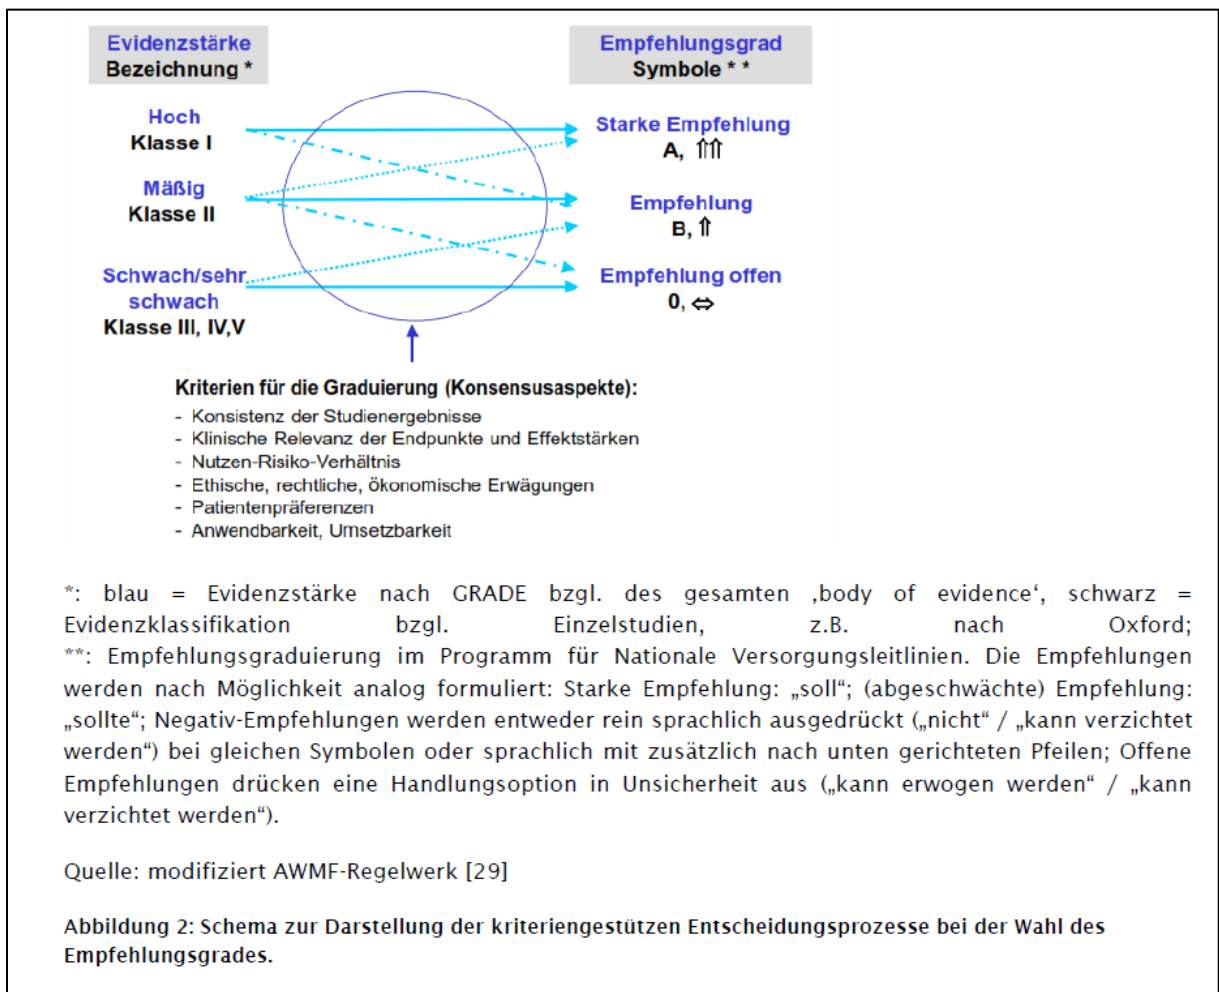 Evidenzstärke
Bezeichnung *
Empfehlungsgrad
Symbole * *
Hoch
Klasse I
Starke Empfehlung
A, ⇑⇑
Mäßig
Klasse II
Empfehlung
B, ⇑
Schwach/sehr
schwach
Klasse III, IV,V
Empfehlung offen
0, ⇔
Kriterien für die Graduierung (Konsensusaspekte):
- Konsistenz der Studienergebnisse
- Klinische Relevanz der Endpunkte und Effektstärken
- Nutzen-Risiko-Verhältnis
- Ethische, rechtliche, ökonomische Erwägungen
- Patientenpräferenzen
- Anwendbarkeit, Umsetzbarkeit
*: blau = Evidenzstärke nach GRADE bzgl. des gesamten ‚body of evidence‘, schwarz =
Evidenzklassifikation bzgl. Einzelstudien, z.B. nach Oxford;
**: Empfehlungsgraduierung im Programm für Nationale Versorgungsleitlinien. Die Empfehlungen
werden nach Möglichkeit analog formuliert: Starke Empfehlung: „soll“; (abgeschwächte) Empfehlung:
„sollte“; Negativ-Empfehlungen werden entweder rein sprachlich ausgedrückt („nicht“ / „kann verzichtet
werden“) bei gleichen Symbolen oder sprachlich mit zusätzlich nach unten gerichteten Pfeilen; Offene
Empfehlungen drücken eine Handlungsoption in Unsicherheit aus („kann erwogen werden“ / „kann
verzichtet werden“).
Quelle: modifiziert AWMF-Regelwerk [29]
Abbildung 2: Schema zur Darstellung der kriteriengestützen Entscheidungsprozesse bei der Wahl des
Empfehlungsgrades.